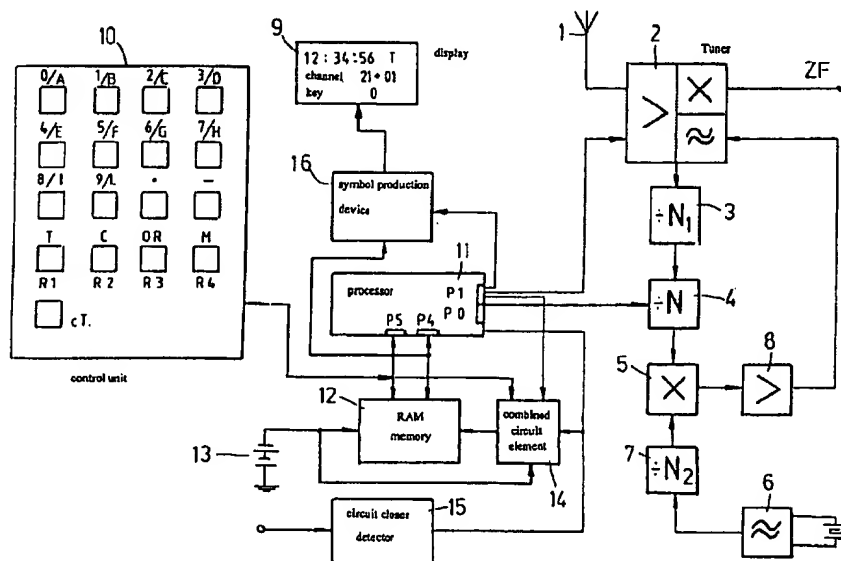 10
0/A 1/B 2/C 3/D
4/E 5/F 6/G 7/H
8/I 9/L • –
T C OR M
R1 R2 R3 R4
cT.
control unit
9
12:34:56 T
channel 21+01
key 0
display
16
symbol production
device
11
processor
P1
P0
P5 P4
12
RAM
memory
13
combined
circuit
element
14
15
circuit closer
detector
1
2
Tuner
ZF
÷N1
3
÷N
4
5
8
7
÷N2
6